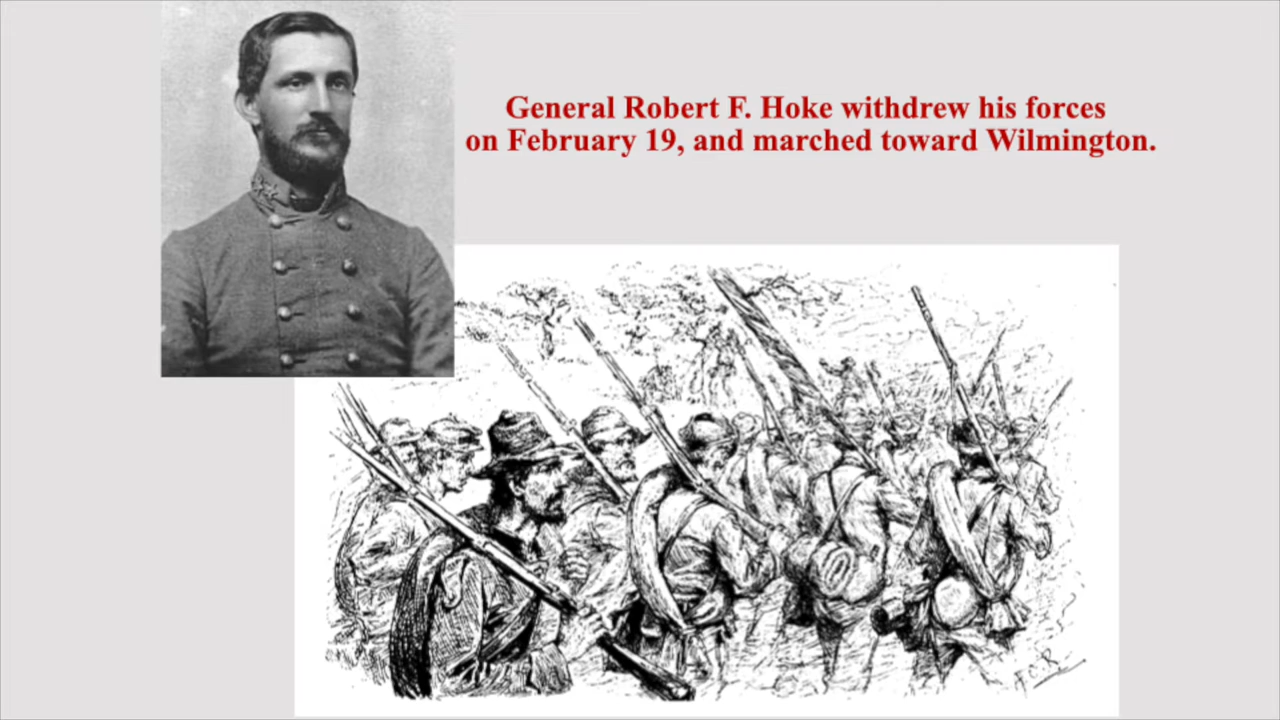 General Robert F. Hoke withdrew his forces
on February 19, and marched toward Wilmington.